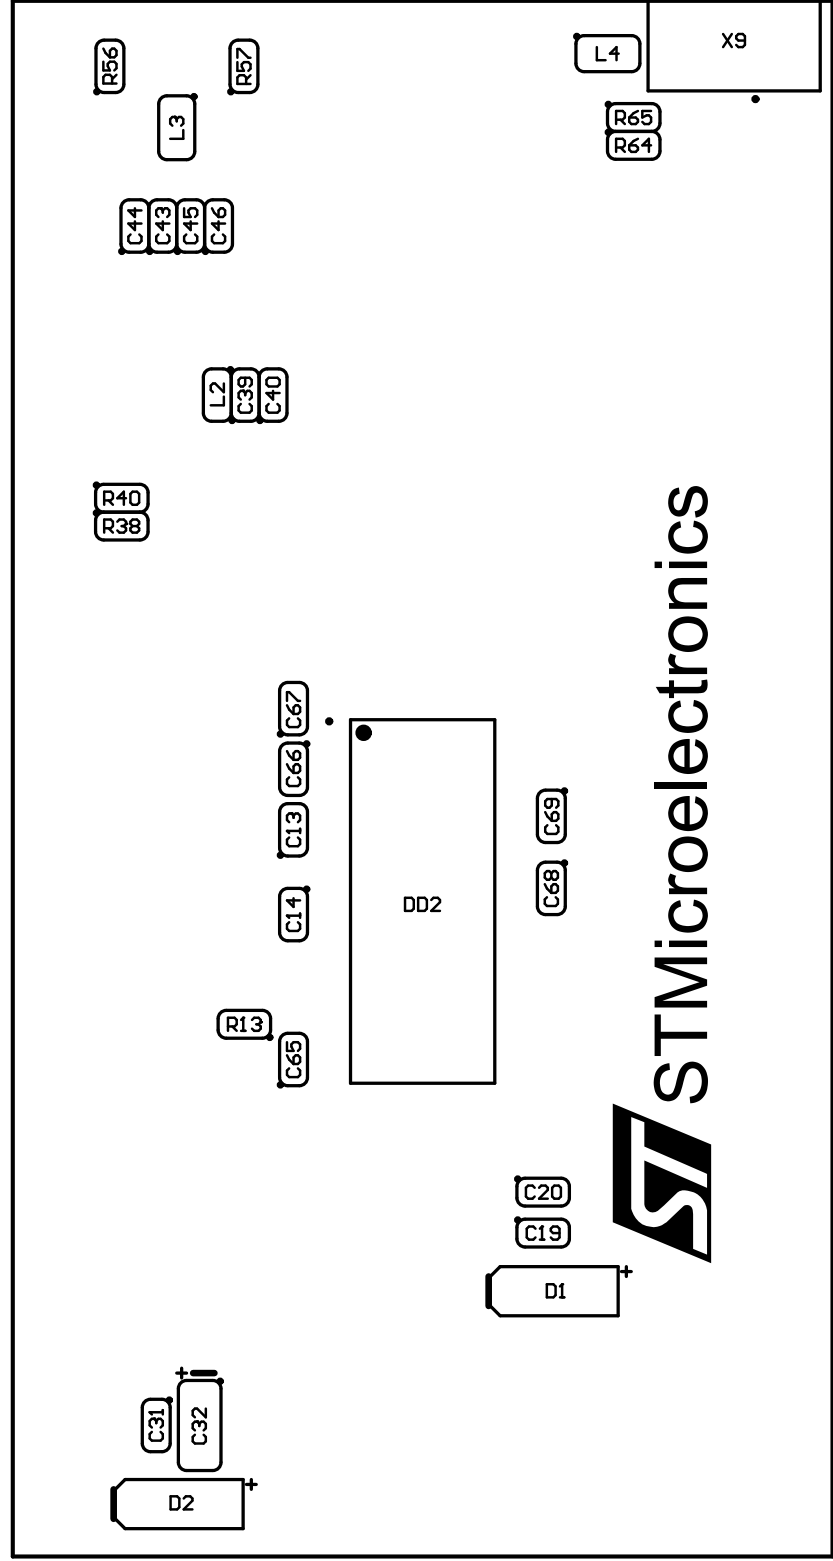 R56
R57
L4
X9
L3
R65
R64
C44
C43
C45
C46
L2
C39
C40
R40
R38
STMicroelectronics
C67
C66
C13
C69
C68
C14
DD2
R13
C65
ST
C20
C19
D1
+
+
C31
C32
D2
+